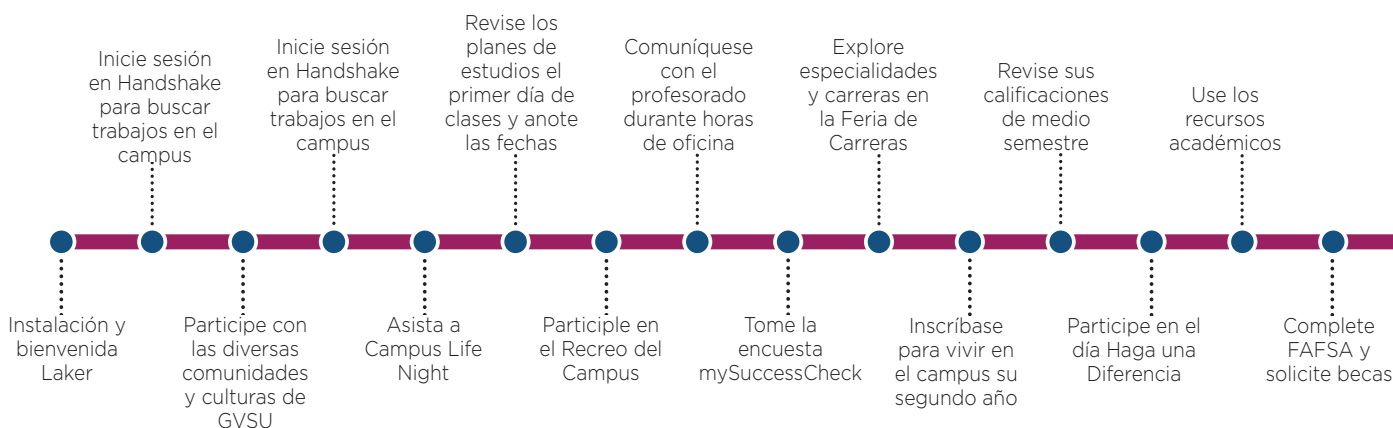 Inicie sesión
en Handshake
para buscar
trabajos en el
campus
Inicie sesión
en Handshake
para buscar
trabajos en el
campus
Revise los
planes de
estudios el
primer día de
clases y anote
las fechas
Comuníquese
con el
profesorado
durante horas
de oficina
Explore
especialidades
y carreras en
la Feria de
Carreras
Revise sus
calificaciones
de medio
semestre
Use los
recursos
académicos
Instalación y
bienvenida
Laker
Participe con
las diversas
comunidades
y culturas de
GVSU
Asista a
Campus Life
Night
Participle en
el Recreo del
Campus
Tome la
encuesta
mySuccessCheck
Inscríbase
para vivir en
el campus su
segundo año
Participe en el
día Haga una
Diferencia
Complete
FAFSA y
solicite becas